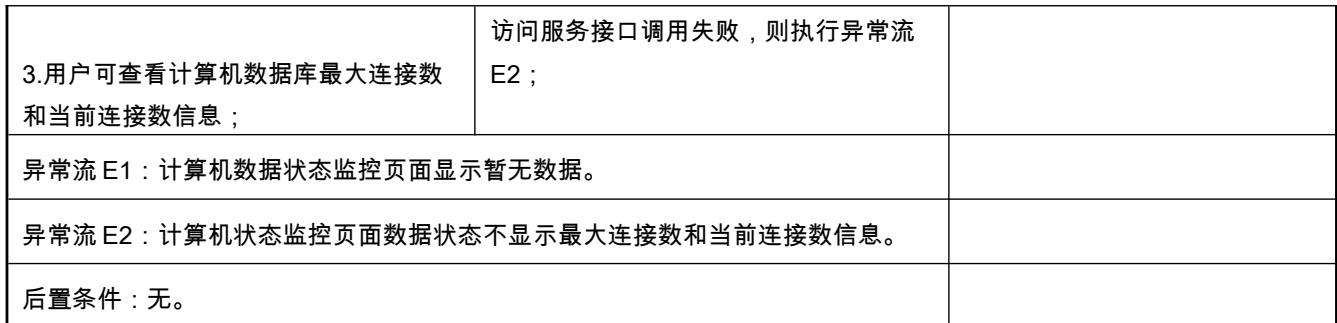 访问服务接口调用失败，则执行异常流
E2；
3.用户可查看计算机数据库最大连接数
和当前连接数信息；
异常流 E1：计算机数据状态监控页面显示暂无数据。
异常流 E2：计算机状态监控页面数据状态不显示最大连接数和当前连接数信息。
后置条件：无。